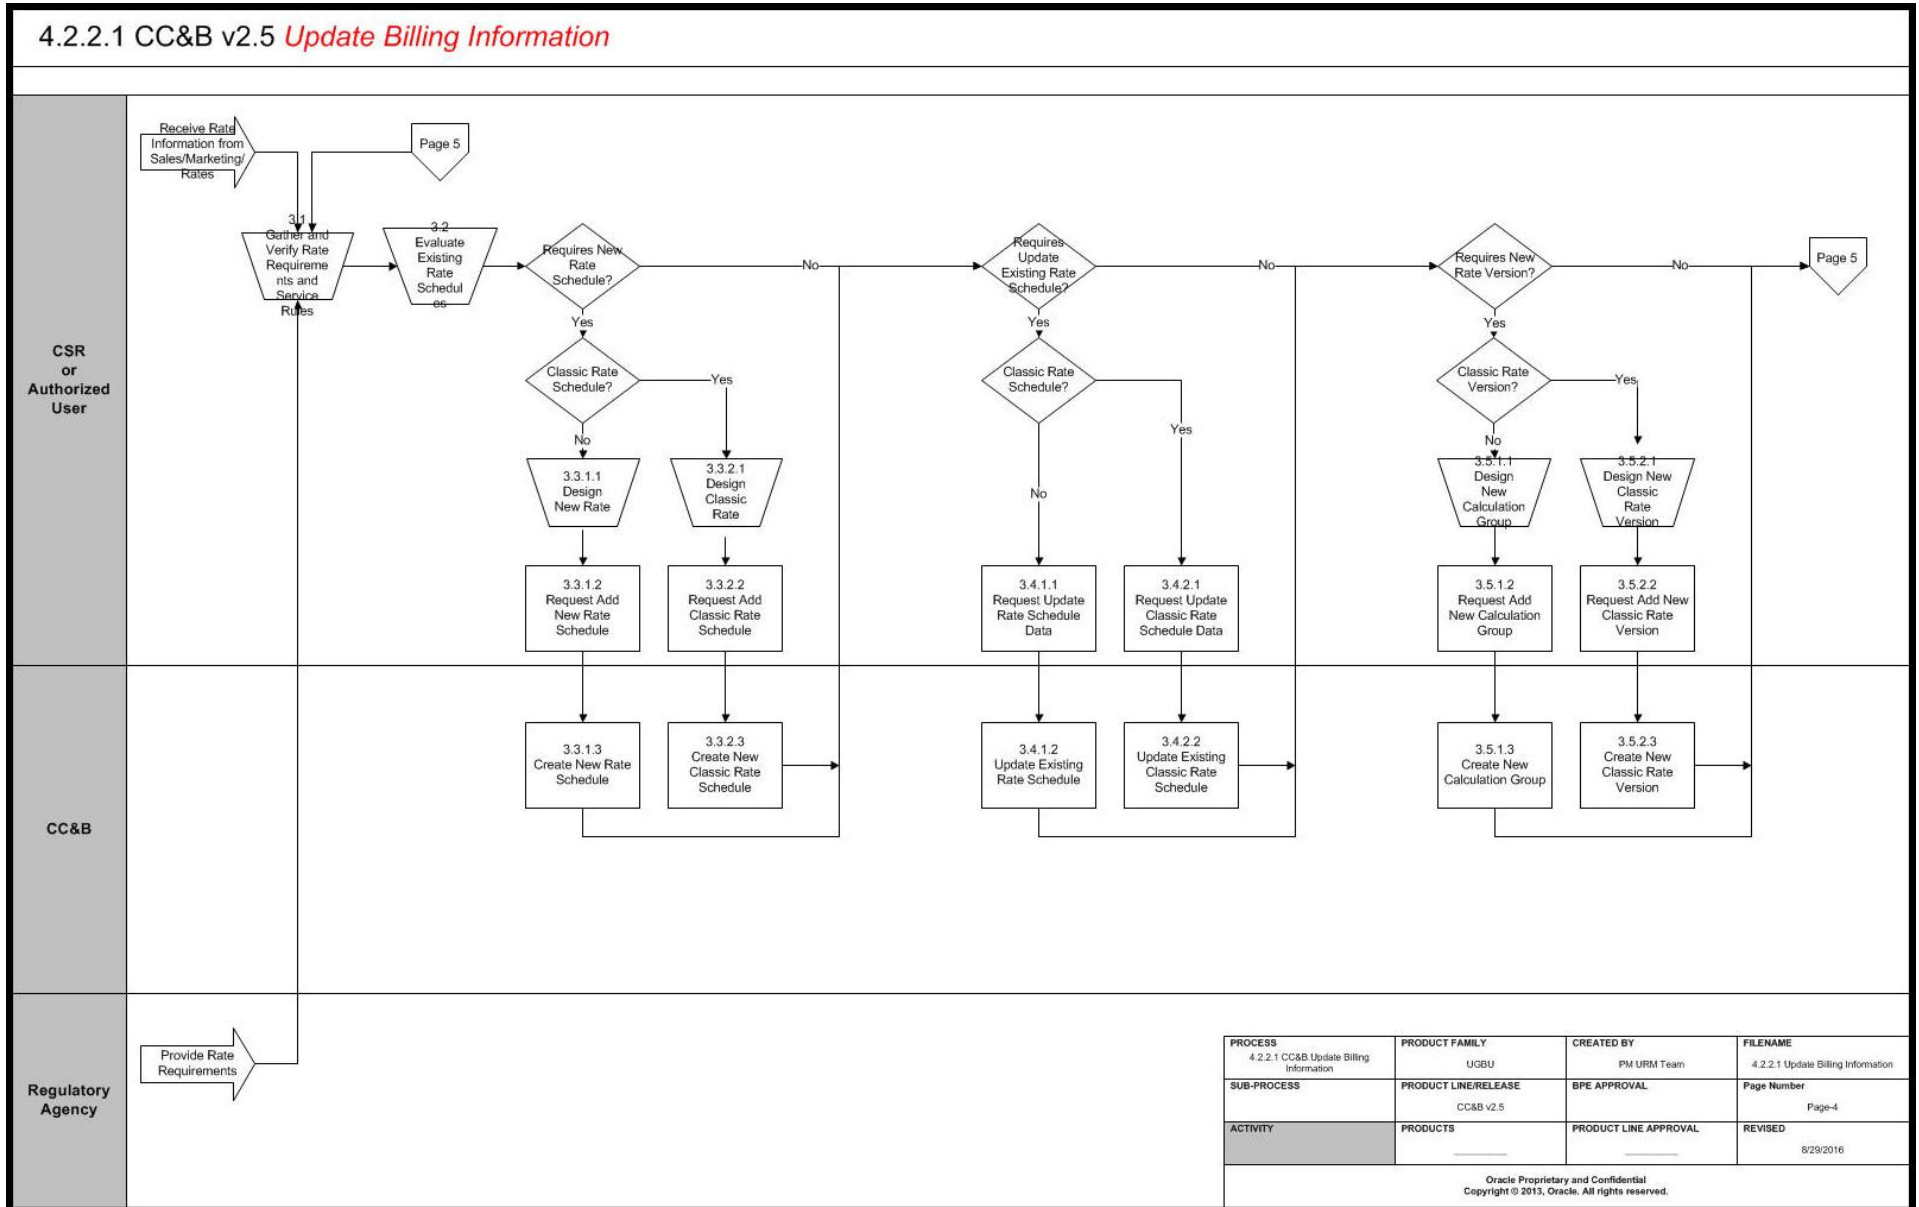 4.2.2.1 CC&B v2.5 Update Billing Information
Receive Rate
Information from
Sales/Marketing/
Rates
Page 5
3.1
Gather and
Verify Rate
Requireme
nts and
Service
Rules
3.2
Evaluate
Existing
Rate
Schedul
es
Requires New
Rate
Schedule?
No
Requires
Update
Existing Rate
Schedule?
No
Requires New
Rate Version?
No
Page 5
Yes
Yes
Yes
CSR
or
Authorized
User
Classic Rate
Schedule?
Yes
Classic Rate
Schedule?
Yes
Classic Rate
Version?
Yes
No
No
No
3.3.1.1
Design
New Rate
3.3.2.1
Design
Classic
Rate
3.5.1.1
Design
New
Calculation
Group
3.5.2.1
Design New
Classic
Rate
Version
3.3.1.2
Request Add
New Rate
Schedule
3.3.2.2
Request Add
Classic Rate
Schedule
3.4.1.1
Request Update
Rate Schedule
Data
3.4.2.1
Request Update
Classic Rate
Schedule Data
3.5.1.2
Request Add
New Calculation
Group
3.5.2.2
Request Add New
Classic Rate
Version
CC&B
3.3.1.3
Create New Rate
Schedule
3.3.2.3
Create New
Classic Rate
Schedule
3.4.1.2
Update Existing
Rate Schedule
3.4.2.2
Update Existing
Classic Rate
Schedule
3.5.1.3
Create New
Calculation Group
3.5.2.3
Create New
Classic Rate
Version
Regulatory
Agency
Provide Rate
Requirements
PROCESS
4.2.2.1 CC&B.Update Billing
Information
PRODUCT FAMILY
UGBU
CREATED BY
PM URM Team
FILENAME
4.2.2.1 Update Billing Information
SUB-PROCESS
PRODUCT LINE/RELEASE
CC&B v2.5
BPE APPROVAL
Page Number
Page-4
ACTIVITY
PRODUCTS
PRODUCT LINE APPROVAL
REVISED
8/29/2016
Oracle Proprietary and Confidential
Copyright © 2013, Oracle. All rights reserved.